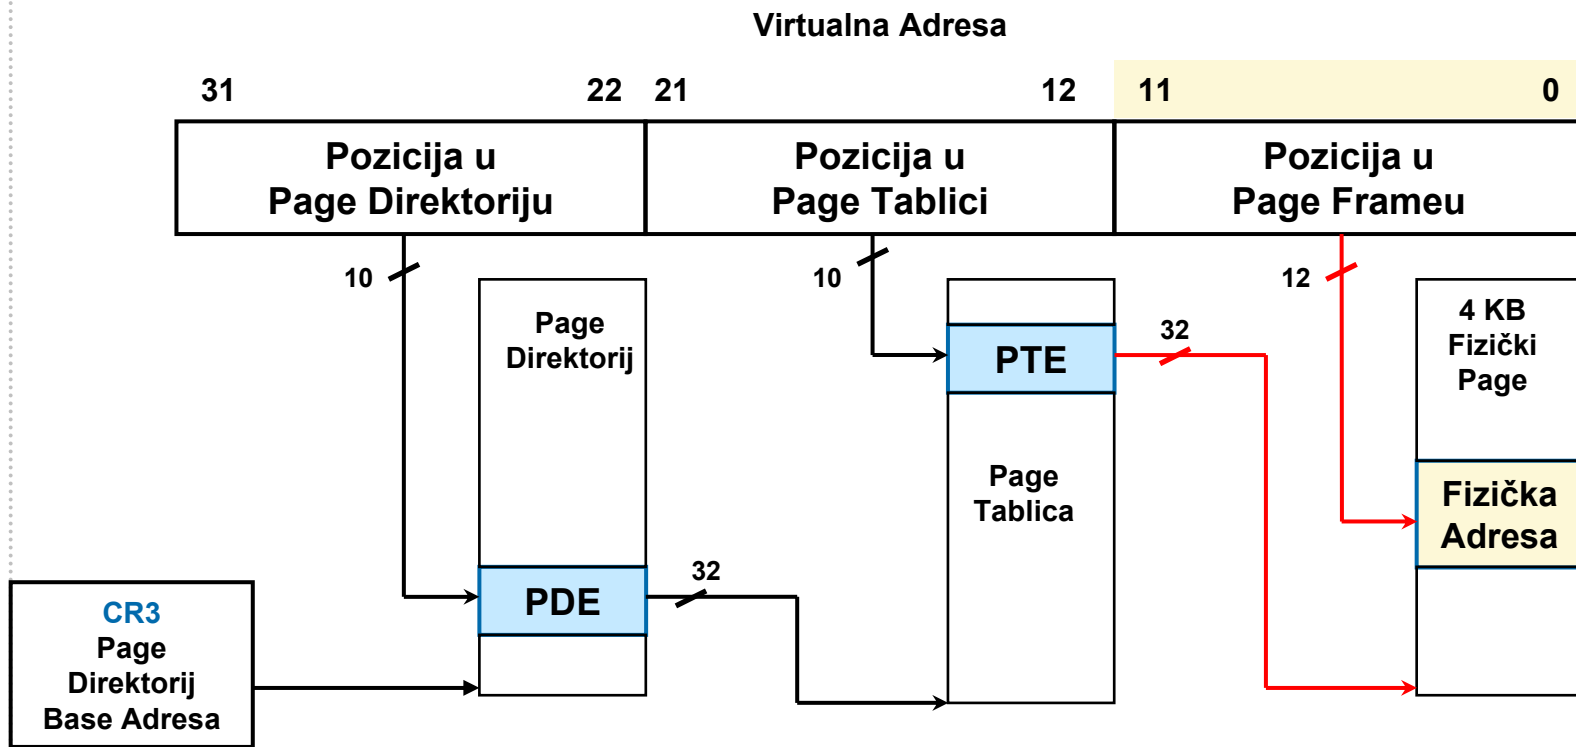 Virtualna Adresa
31 22 21 12 11 0
Pozicija u
Page Direktoriju
Pozicija u
Page Tablici
Pozicija u
Page Frameu
10
10
12
Page
Direktorij
PTE
32
4 KB
Fizički
Page
Page
Tablica
Fizička
Adresa
PDE
32
CR3
Page
Direktorij
Base Adresa